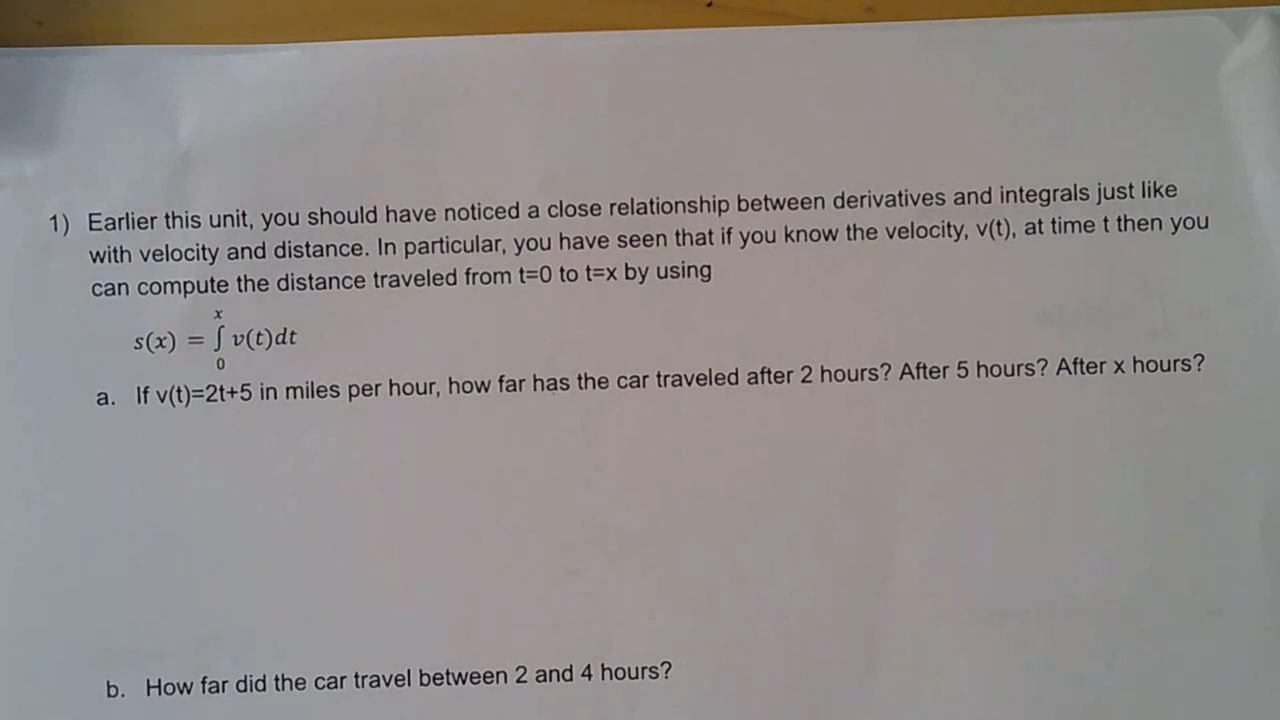 1) Earlier this unit, you should have noticed a close relationship between derivatives and integrals just like
with velocity and distance. In particular, you have seen that if you know the velocity, v(t), at time t then you
can compute the distance traveled from t=0 to t=x by using
s(x) = ∫₀ˣ v(t)dt
a. If v(t)=2t+5 in miles per hour, how far has the car traveled after 2 hours? After 5 hours? After x hours?
b. How far did the car travel between 2 and 4 hours?